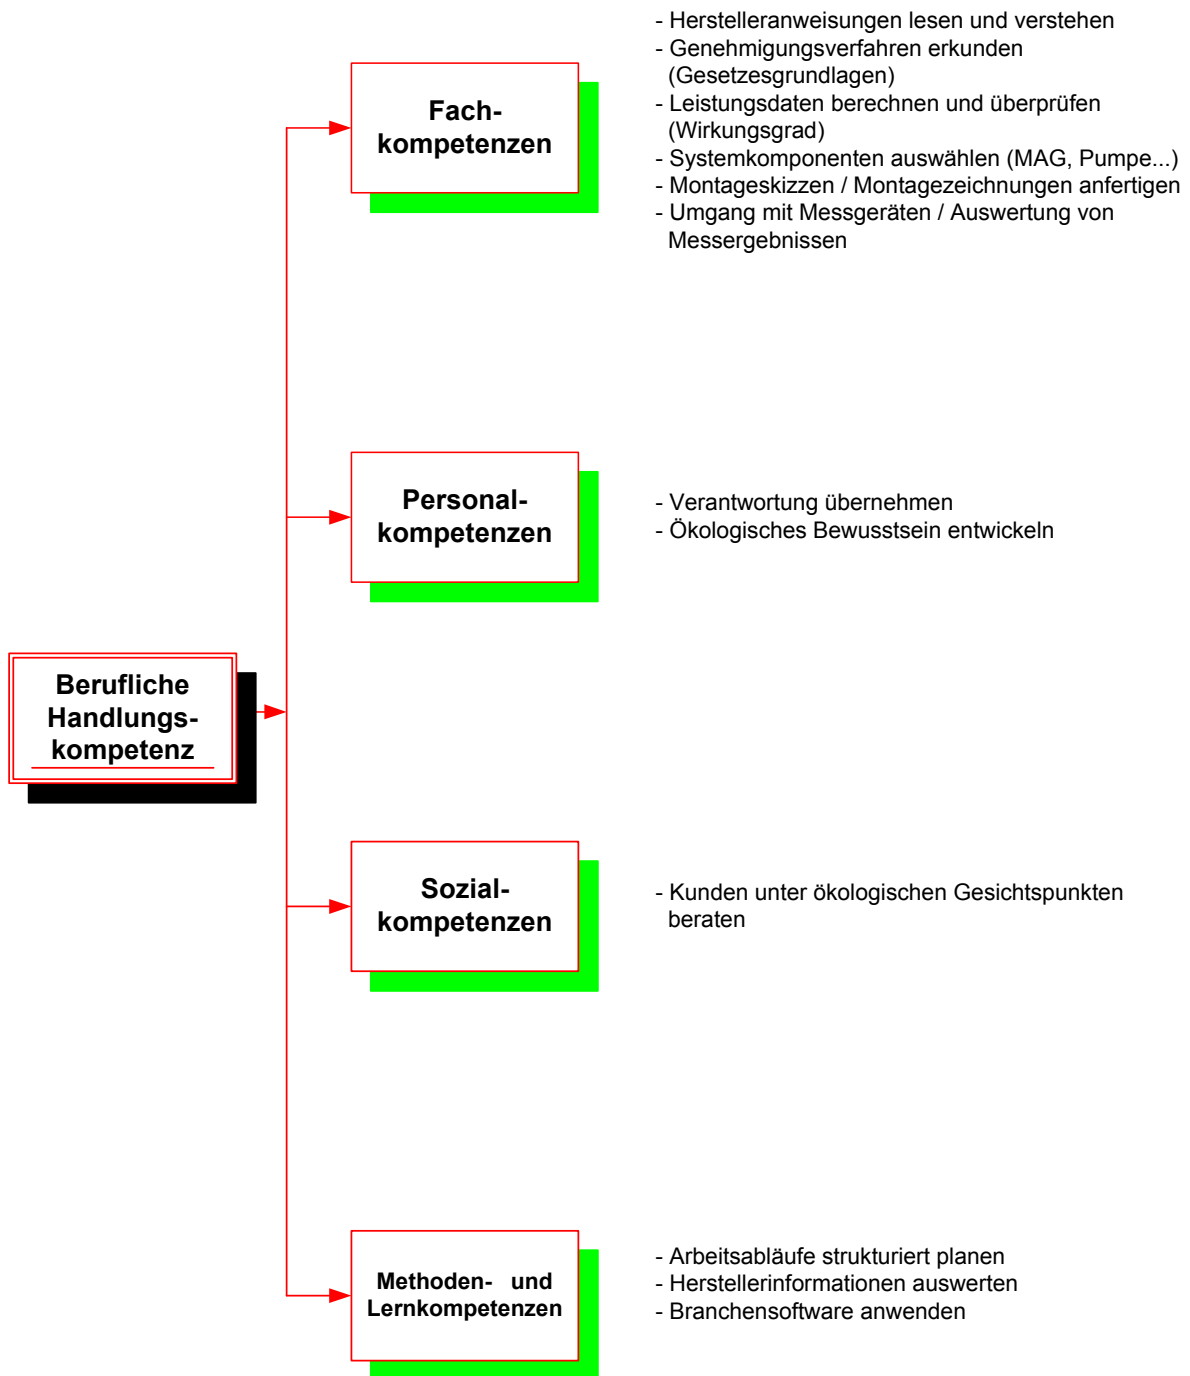 - Herstelleranweisungen lesen und verstehen
- Genehmigungsverfahren erkunden
(Gesetzesgrundlagen)
- Leistungsdaten berechnen und überprüfen
(Wirkungsgrad)
- Systemkomponenten auswählen (MAG, Pumpe...)
- Montageskizzen / Montagezeichnungen anfertigen
- Umgang mit Messgeräten / Auswertung von
Messergebnissen
Fach-
kompetenzen
Personal-
kompetenzen
- Verantwortung übernehmen
- Ökologisches Bewusstsein entwickeln
Berufliche
Handlungs-
kompetenz
Sozial-
kompetenzen
- Kunden unter ökologischen Gesichtspunkten
beraten
Methoden- und
Lernkompetenzen
- Arbeitsabläufe strukturiert planen
- Herstellerinformationen auswerten
- Branchensoftware anwenden